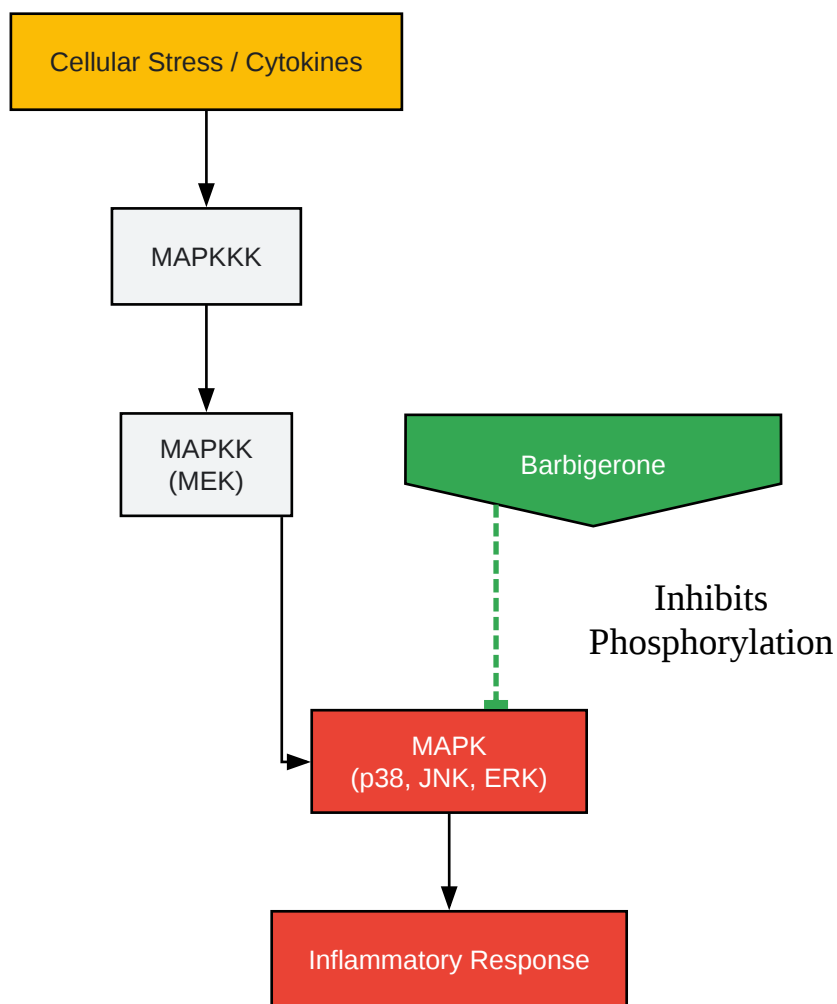 Cellular Stress / Cytokines
MAPKKK
MAPKK
(MEK)
Barbigerone
Inhibits
Phosphorylation
MAPK
(p38, JNK, ERK)
Inflammatory Response